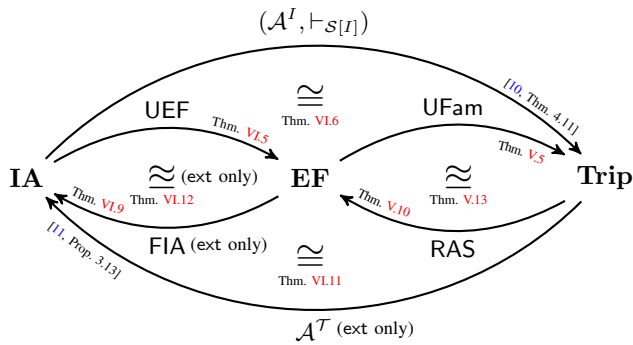 (𝒜^I, ⊢_{𝒮[I]})
[10, Thm. 4.11]
UEF
≅
UFam
Thm. VI.5
Thm. VI.6
Thm. V.5
IA
≊ (ext only)
EF
≊
Trip
Thm. VI.9
Thm. VI.12
Thm. V.10
Thm. V.13
FIA (ext only)
≅
RAS
[11, Prop. 3.13]
Thm. VI.11
𝒜^𝒯 (ext only)